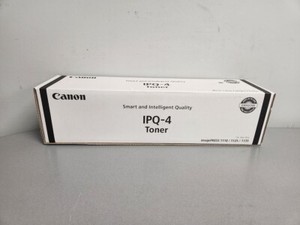 Canon
Smart and Intelligent Quality
IPQ-4
Toner